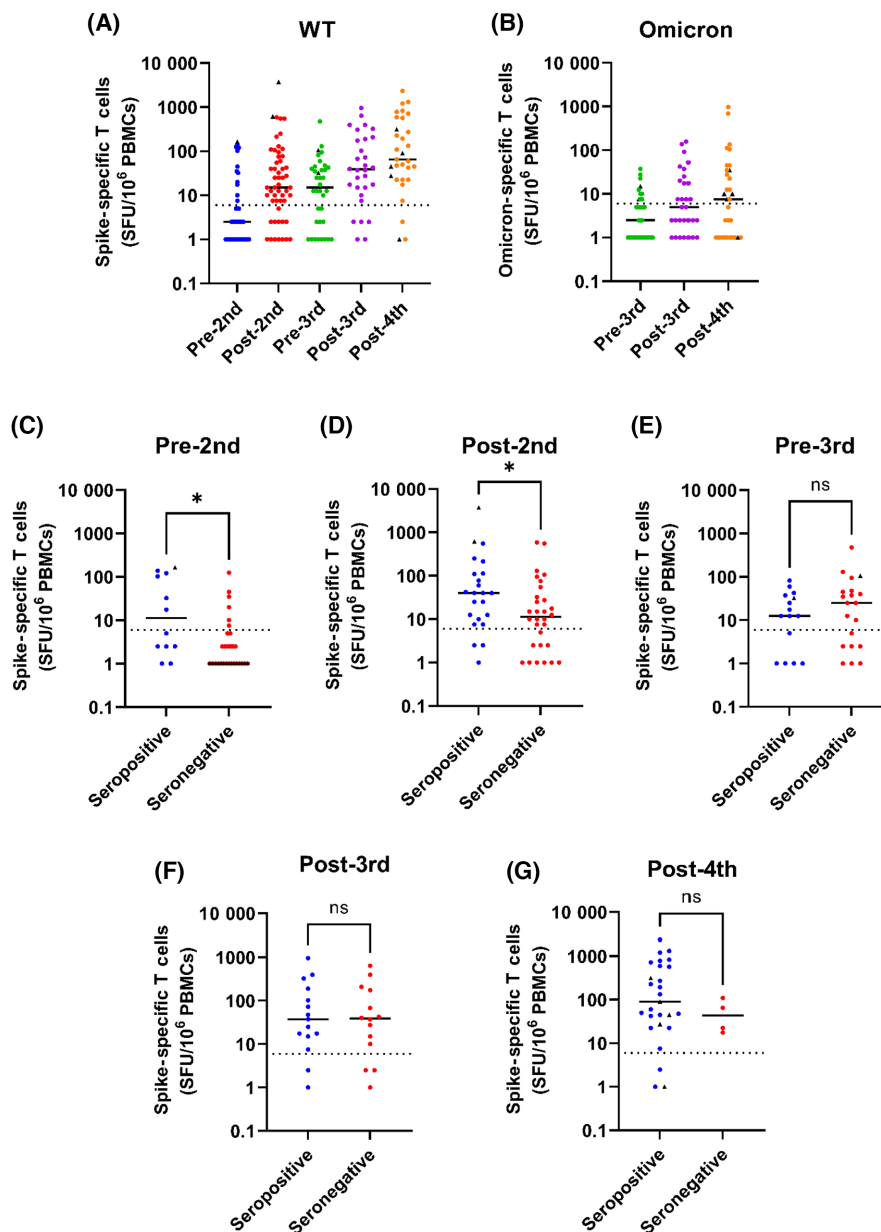 (A)
WT
Spike-specific T cells
(SFU/10⁶ PBMCs)
10 000
1000
100
10
1
0.1
Pre-2nd
Post-2nd
Pre-3rd
Post-3rd
Post-4th
(B)
Omicron
Omicron-specific T cells
(SFU/10⁶ PBMCs)
10 000
1000
100
10
1
0.1
Pre-3rd
Post-3rd
Post-4th
(C)
Pre-2nd
Spike-specific T cells
(SFU/10⁶ PBMCs)
10 000
1000
100
10
1
0.1
*
Seropositive
Seronegative
(D)
Post-2nd
Spike-specific T cells
(SFU/10⁶ PBMCs)
10 000
1000
100
10
1
0.1
*
Seropositive
Seronegative
(E)
Pre-3rd
Spike-specific T cells
(SFU/10⁶ PBMCs)
10 000
1000
100
10
1
0.1
ns
Seropositive
Seronegative
(F)
Post-3rd
Spike-specific T cells
(SFU/10⁶ PBMCs)
10 000
1000
100
10
1
0.1
ns
Seropositive
Seronegative
(G)
Post-4th
Spike-specific T cells
(SFU/10⁶ PBMCs)
10 000
1000
100
10
1
0.1
ns
Seropositive
Seronegative